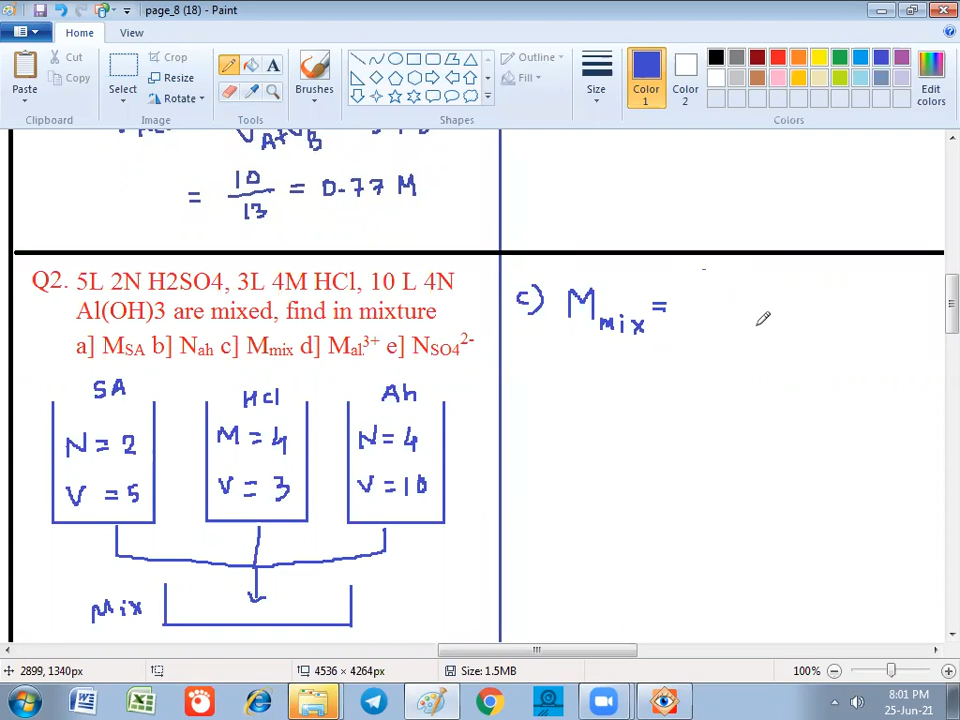 page_8 (18) - Paint
Home
View
Paste
Cut
Copy
Clipboard
Select
Crop
Resize
Rotate
Image
Tools
Brushes
Shapes
Outline
Fill
Size
Color 1
Color 2
Edit colors
Colors
= 10/13 = 0.77 M
Q2. 5L 2N H2SO4, 3L 4M HCl, 10 L 4N
Al(OH)3 are mixed, find in mixture
a] MSA b] Nah c] Mmix d] Mal3+ e] NSO42-
SA
HCl
Ah
N = 2
M = 4
N = 4
V = 5
V = 3
V = 10
Mix
c) Mmix =
2899, 1340px
4536 × 4264px
Size: 1.5MB
100%
8:01 PM
25-Jun-21